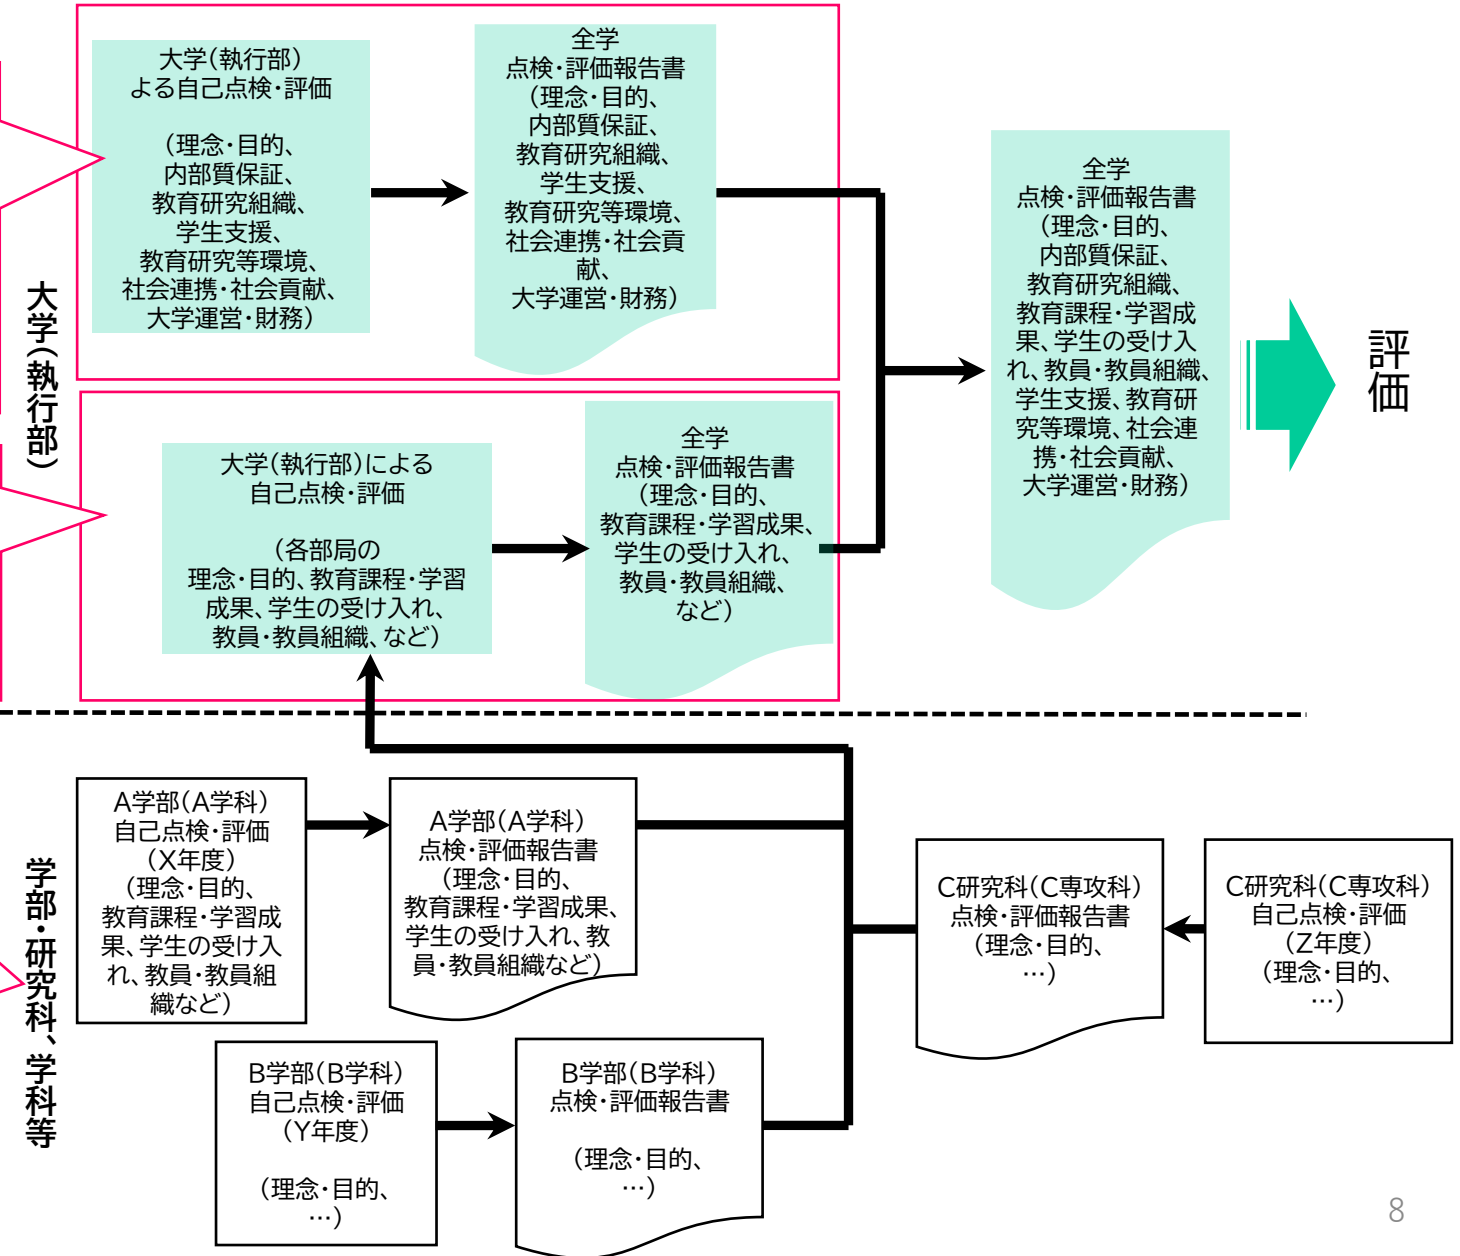 大学(執行部)
よる自己点検・評価
(理念・目的、
内部質保証、
教育研究組織、
学生支援、
教育研究等環境、
社会連携・社会貢献、
大学運営・財務)
全学
点検・評価報告書
(理念・目的、
内部質保証、
教育研究組織、
学生支援、
教育研究等環境、
社会連携・社会貢
献、
大学運営・財務)
全学
点検・評価報告書
(理念・目的、
内部質保証、
教育研究組織、
教育課程・学習成
果、学生の受け入
れ、教員・教員組織、
学生支援、教育研
究等環境、社会連
携・社会貢献、
大学運営・財務)
評価
大学(執行部)
大学(執行部)による
自己点検・評価
(各部局の
理念・目的、教育課程・学習
成果、学生の受け入れ、
教員・教員組織、など)
全学
点検・評価報告書
(理念・目的、
教育課程・学習成果、
学生の受け入れ、
教員・教員組織、
など)
学部・研究科、学科等
A学部(A学科)
自己点検・評価
(X年度)
(理念・目的、
教育課程・学習成
果、学生の受け入
れ、教員・教員組
織など)
A学部(A学科)
点検・評価報告書
(理念・目的、
教育課程・学習成果、
学生の受け入れ、教
員・教員組織など)
C研究科(C専攻科)
点検・評価報告書
(理念・目的、
…)
C研究科(C専攻科)
自己点検・評価
(Z年度)
(理念・目的、
…)
B学部(B学科)
自己点検・評価
(Y年度)
(理念・目的、
…)
B学部(B学科)
点検・評価報告書
(理念・目的、
…)
8